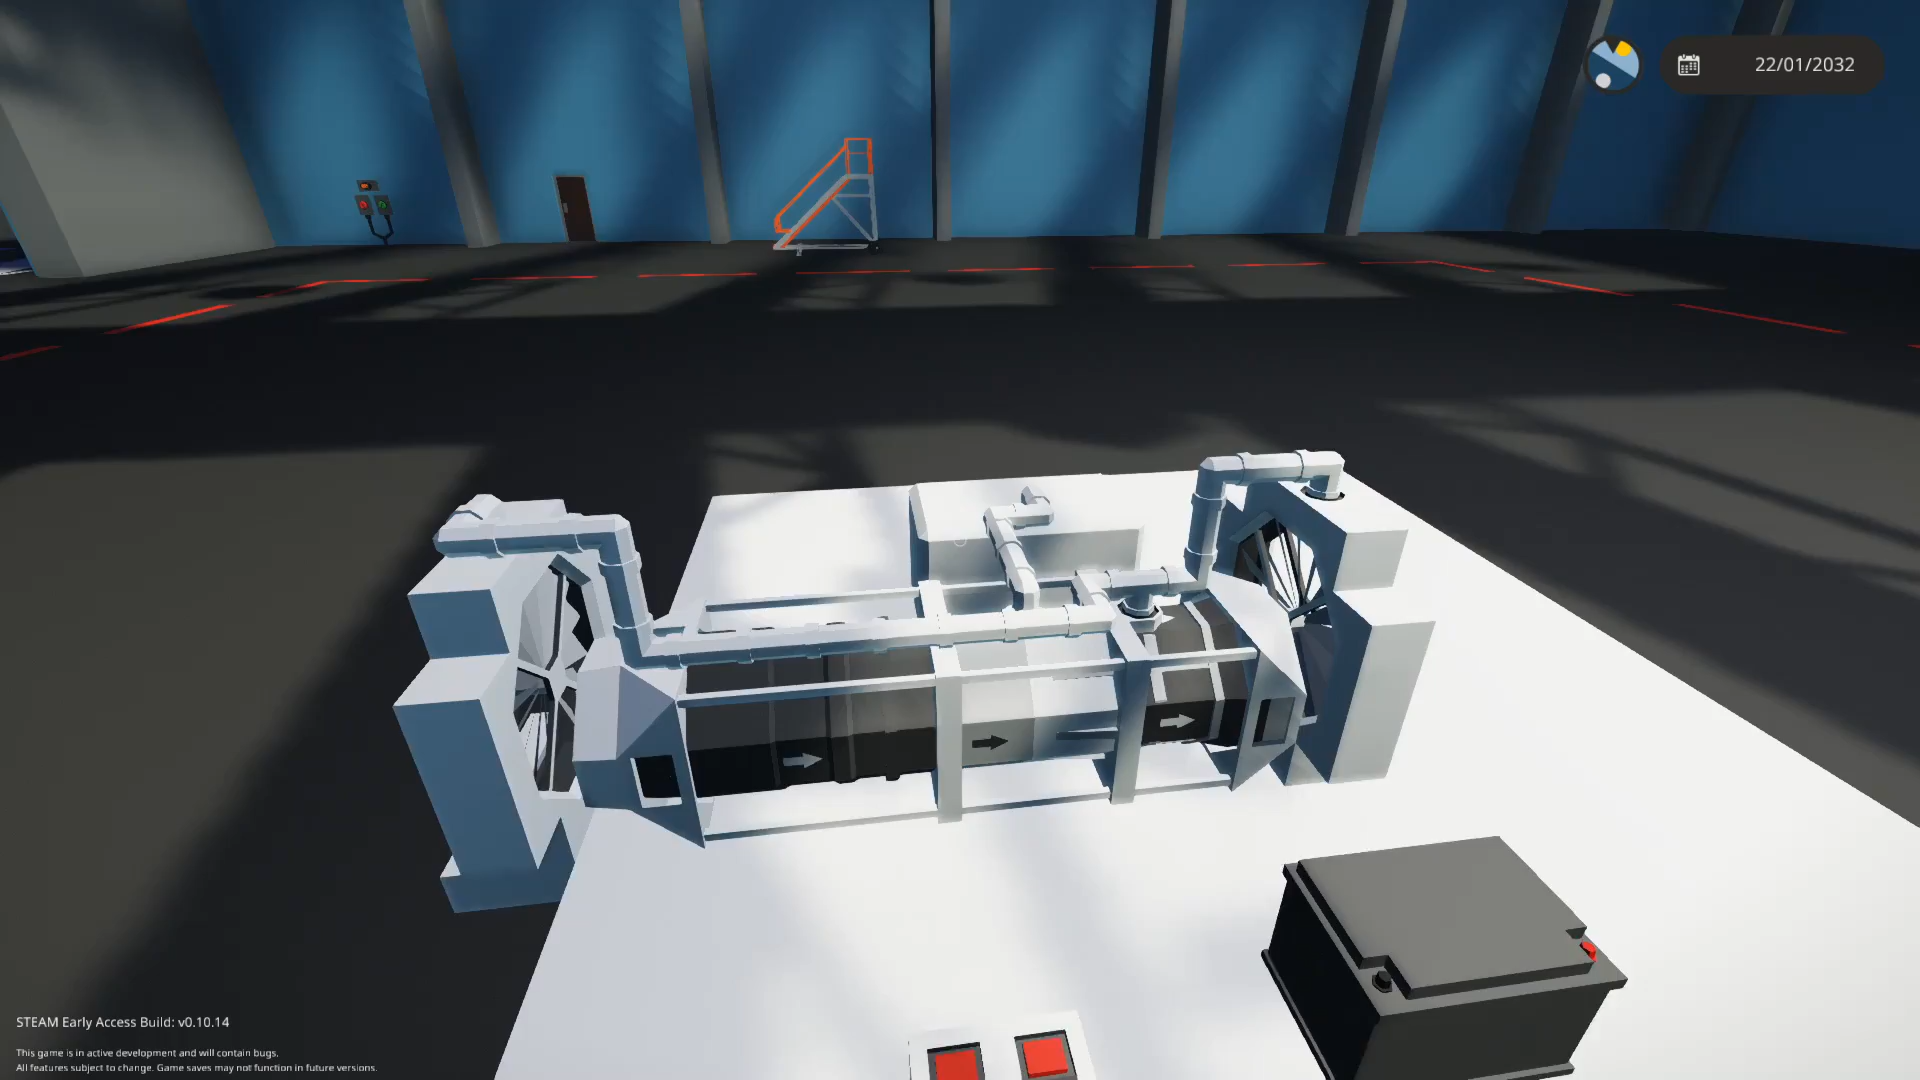 22/01/2032
STEAM Early Access Build: v0.10.14
This game is in active development and will contain bugs.
All features subject to change. Game saves may not function in future versions.